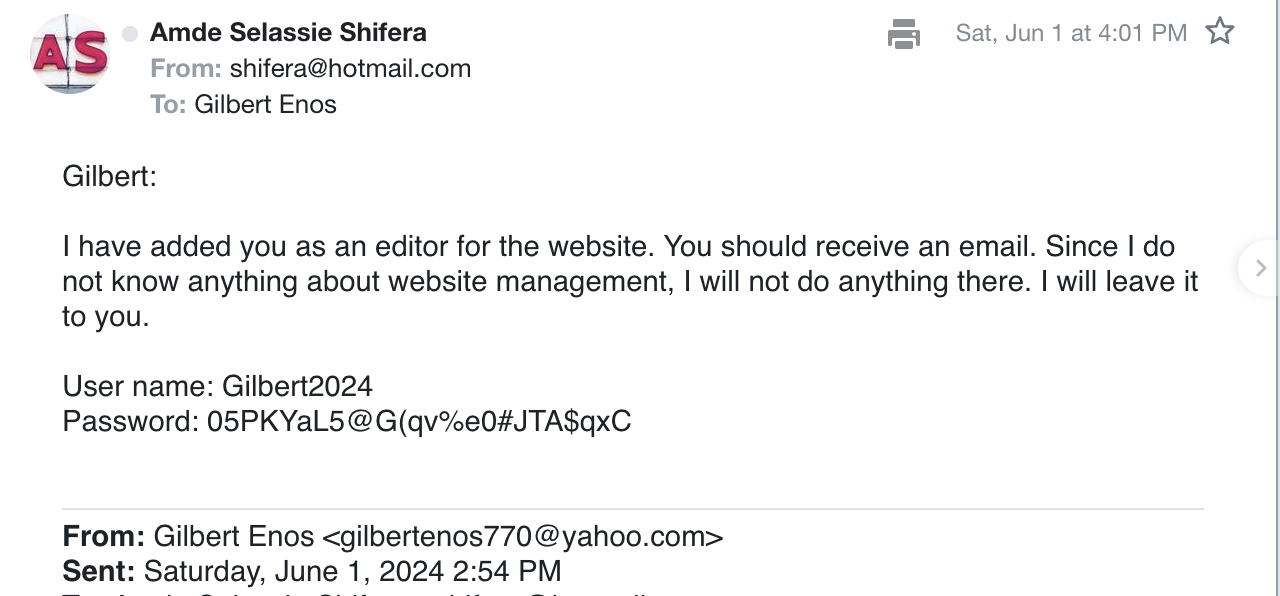 AS
Amde Selassie Shifera
Sat, Jun 1 at 4:01 PM
From: shifera@hotmail.com
To: Gilbert Enos
Gilbert:
I have added you as an editor for the website. You should receive an email. Since I do
not know anything about website management, I will not do anything there. I will leave it
to you.
User name: Gilbert2024
Password: 05PKYaL5@G(qv%e0#JTA$qxC
From: Gilbert Enos <gilbertenos770@yahoo.com>
Sent: Saturday, June 1, 2024 2:54 PM